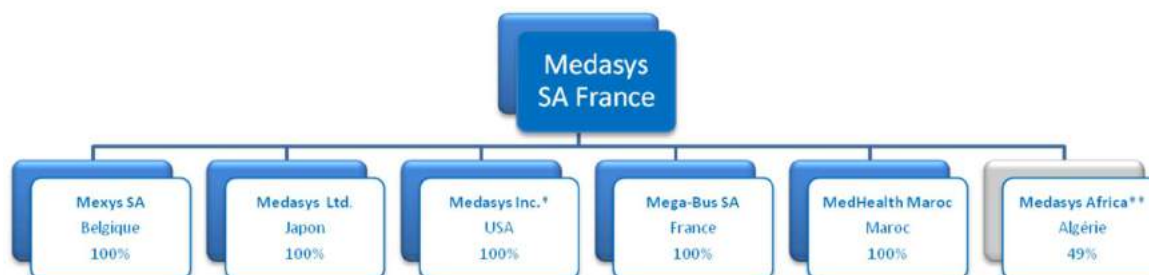 Medasys
SA France
Mexys SA
Belgique
100%
Medasys Ltd.
Japon
100%
Medasys Inc.*
USA
100%
Mega-Bus SA
France
100%
MedHealth Maroc
Maroc
100%
Medasys Africa**
Algérie
49%